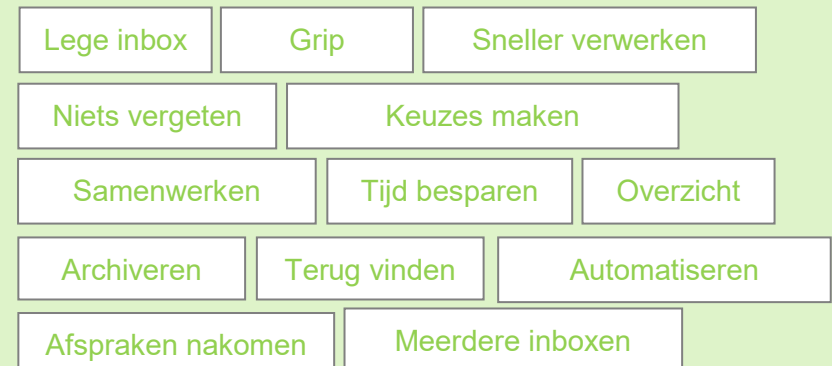 Lege inbox Grip Sneller verwerken
Niets vergeten Keuzes maken
Samenwerken Tijd besparen Overzicht
Archiveren Terug vinden Automatiseren
Afspraken nakomen Meerdere inboxen